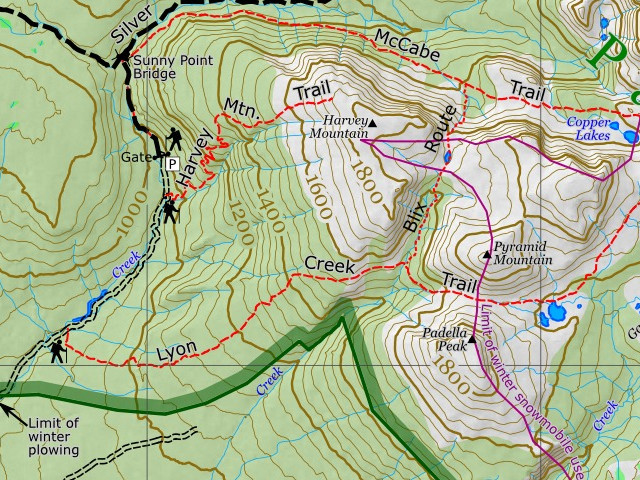 Silver
McCabe
Trail
P
Sunny Point
Bridge
Mtn.
Trail
Harvey
Mountain
Copper
Lakes
Route
Gate
P
Harvey
1000
1200
1400
1600
1800
Blix
Creek
Creek
Trail
Pyramid
Mountain
Padella
Peak
1800
Limit of winter snowmobile use
Lyon
Creek
Creek
Limit of
winter
plowing